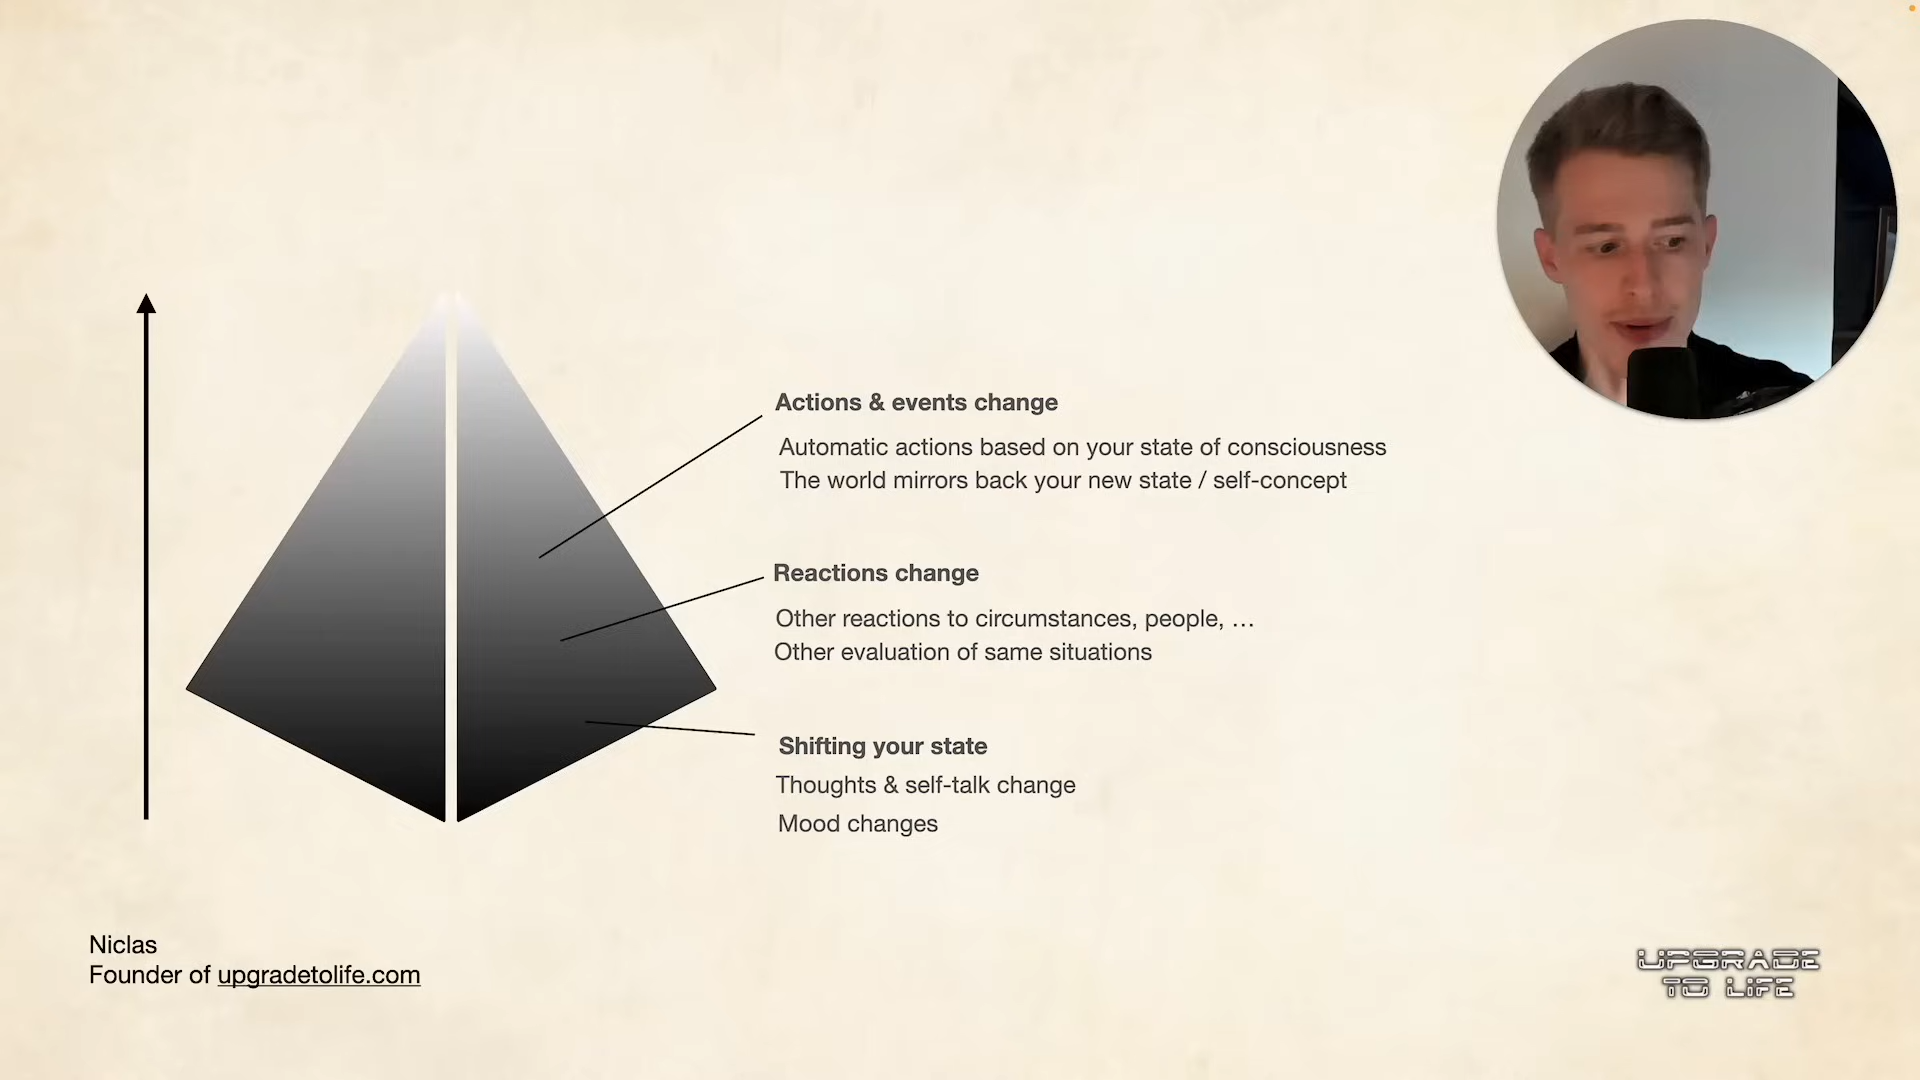 Actions & events change
Automatic actions based on your state of consciousness
The world mirrors back your new state / self-concept
Reactions change
Other reactions to circumstances, people, …
Other evaluation of same situations
Shifting your state
Thoughts & self-talk change
Mood changes
Niclas
Founder of upgradetolife.com
UPGRADE
TO LIFE